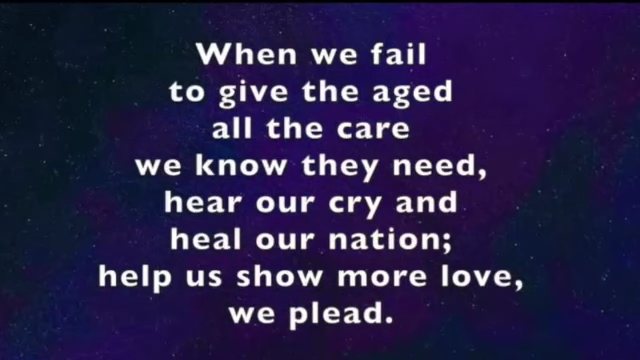 When we fail
to give the aged
all the care
we know they need,
hear our cry and
heal our nation;
help us show more love,
we plead.